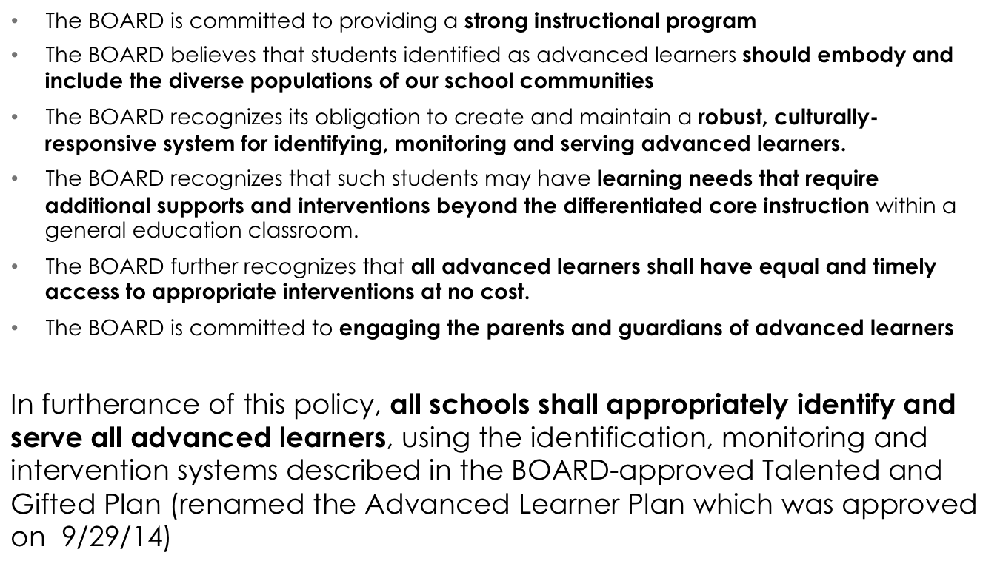 • The BOARD is committed to providing a strong instructional program
• The BOARD believes that students identified as advanced learners should embody and
include the diverse populations of our school communities
• The BOARD recognizes its obligation to create and maintain a robust, culturally-
responsive system for identifying, monitoring and serving advanced learners.
• The BOARD recognizes that such students may have learning needs that require
additional supports and interventions beyond the differentiated core instruction within a
general education classroom.
• The BOARD further recognizes that all advanced learners shall have equal and timely
access to appropriate interventions at no cost.
• The BOARD is committed to engaging the parents and guardians of advanced learners
In furtherance of this policy, all schools shall appropriately identify and
serve all advanced learners, using the identification, monitoring and
intervention systems described in the BOARD-approved Talented and
Gifted Plan (renamed the Advanced Learner Plan which was approved
on 9/29/14)